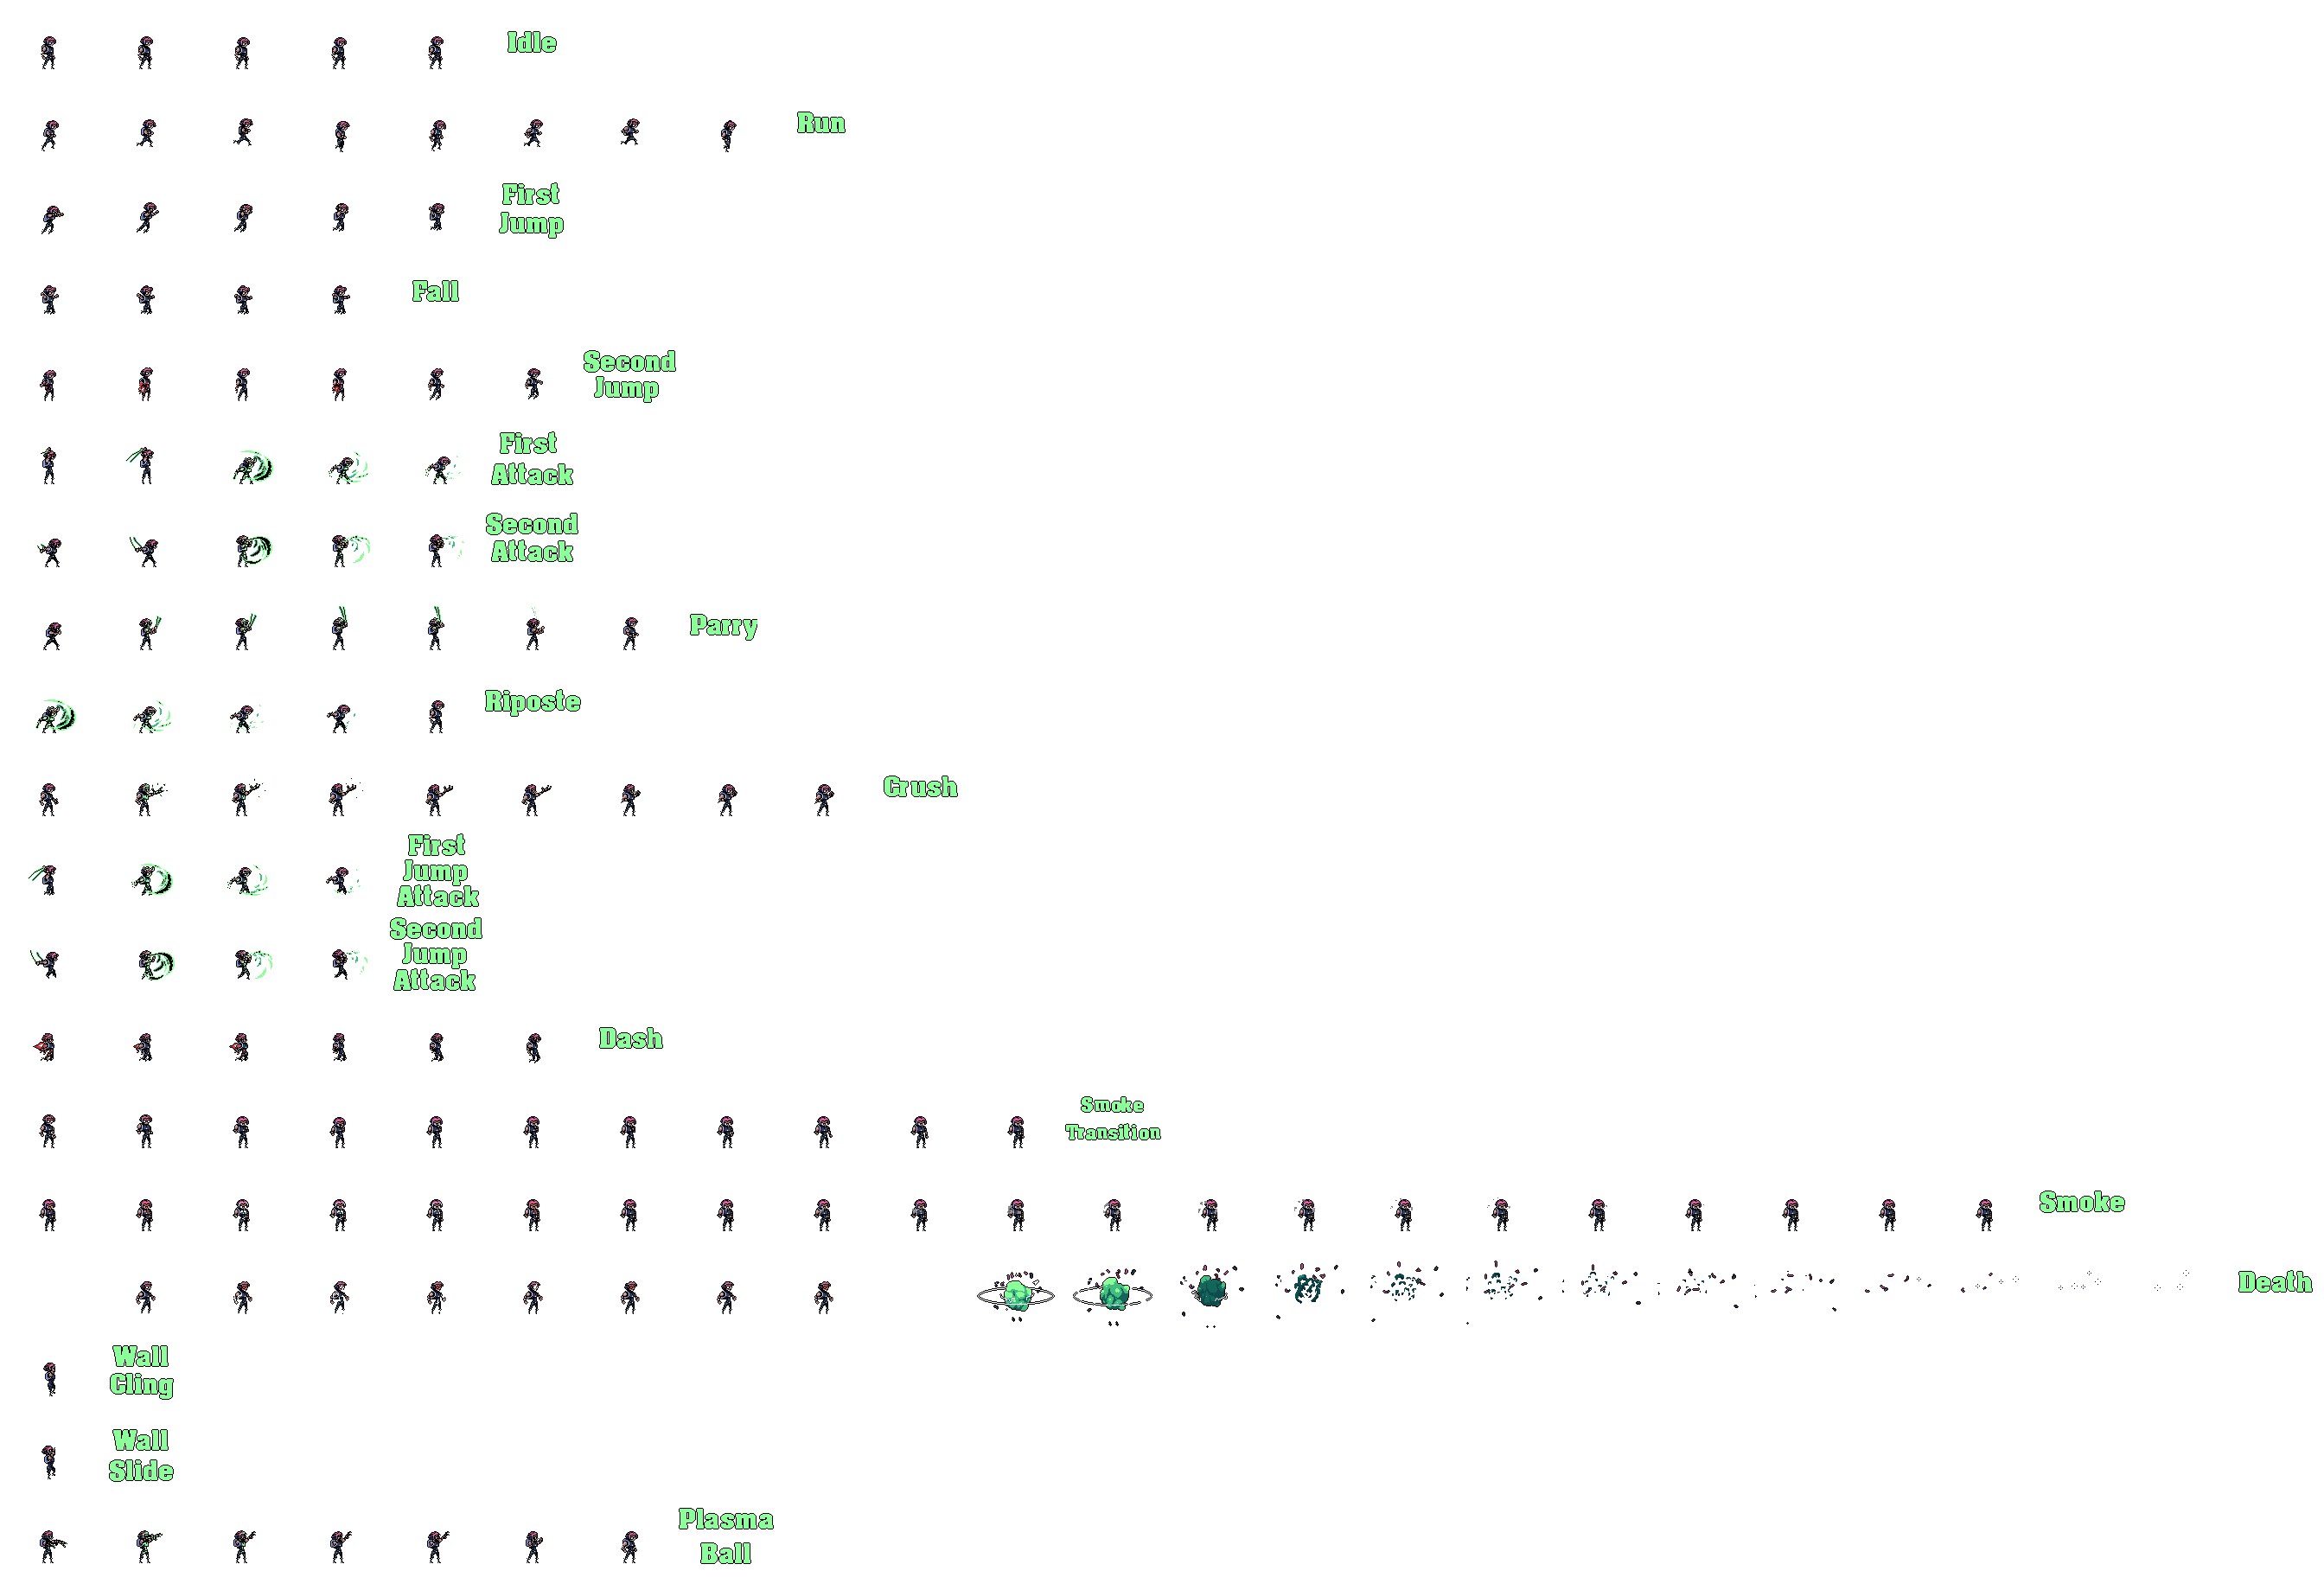 Idle
Run
First
Jump
Fall
Second
Jump
First
Attack
Second
Attack
Parry
Riposte
Crush
First
Jump
Attack
Second
Jump
Attack
Dash
Smoke
Transition
Smoke
Death
Wall
Cling
Wall
Slide
Plasma
Ball